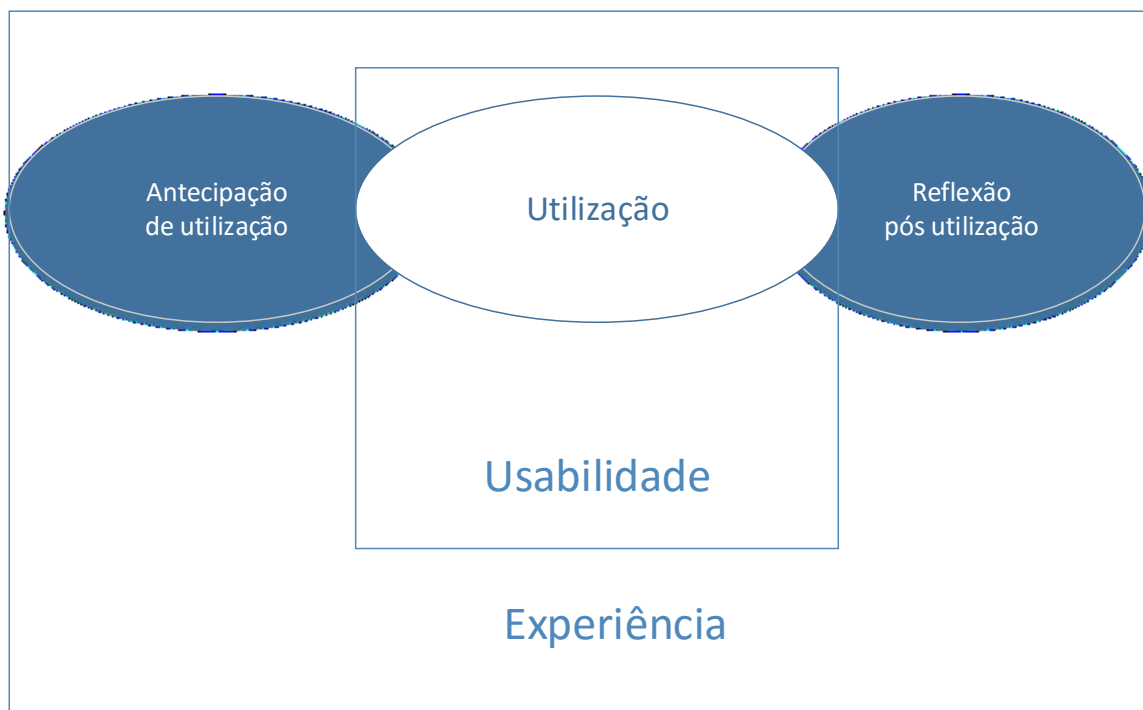 Antecipação
de utilização
Utilização
Reflexão
pós utilização
Usabilidade
Experiência